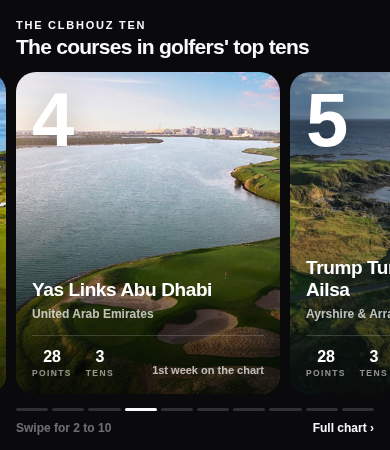 THE CLBHOUZ TEN
The courses in golfers' top tens
4
Yas Links Abu Dhabi
United Arab Emirates
28 POINTS
3 TENS
1st week on the chart
5
Trump Tur
Ailsa
Ayrshire & Arra
28 POINTS
3 TENS
Swipe for 2 to 10
Full chart ›